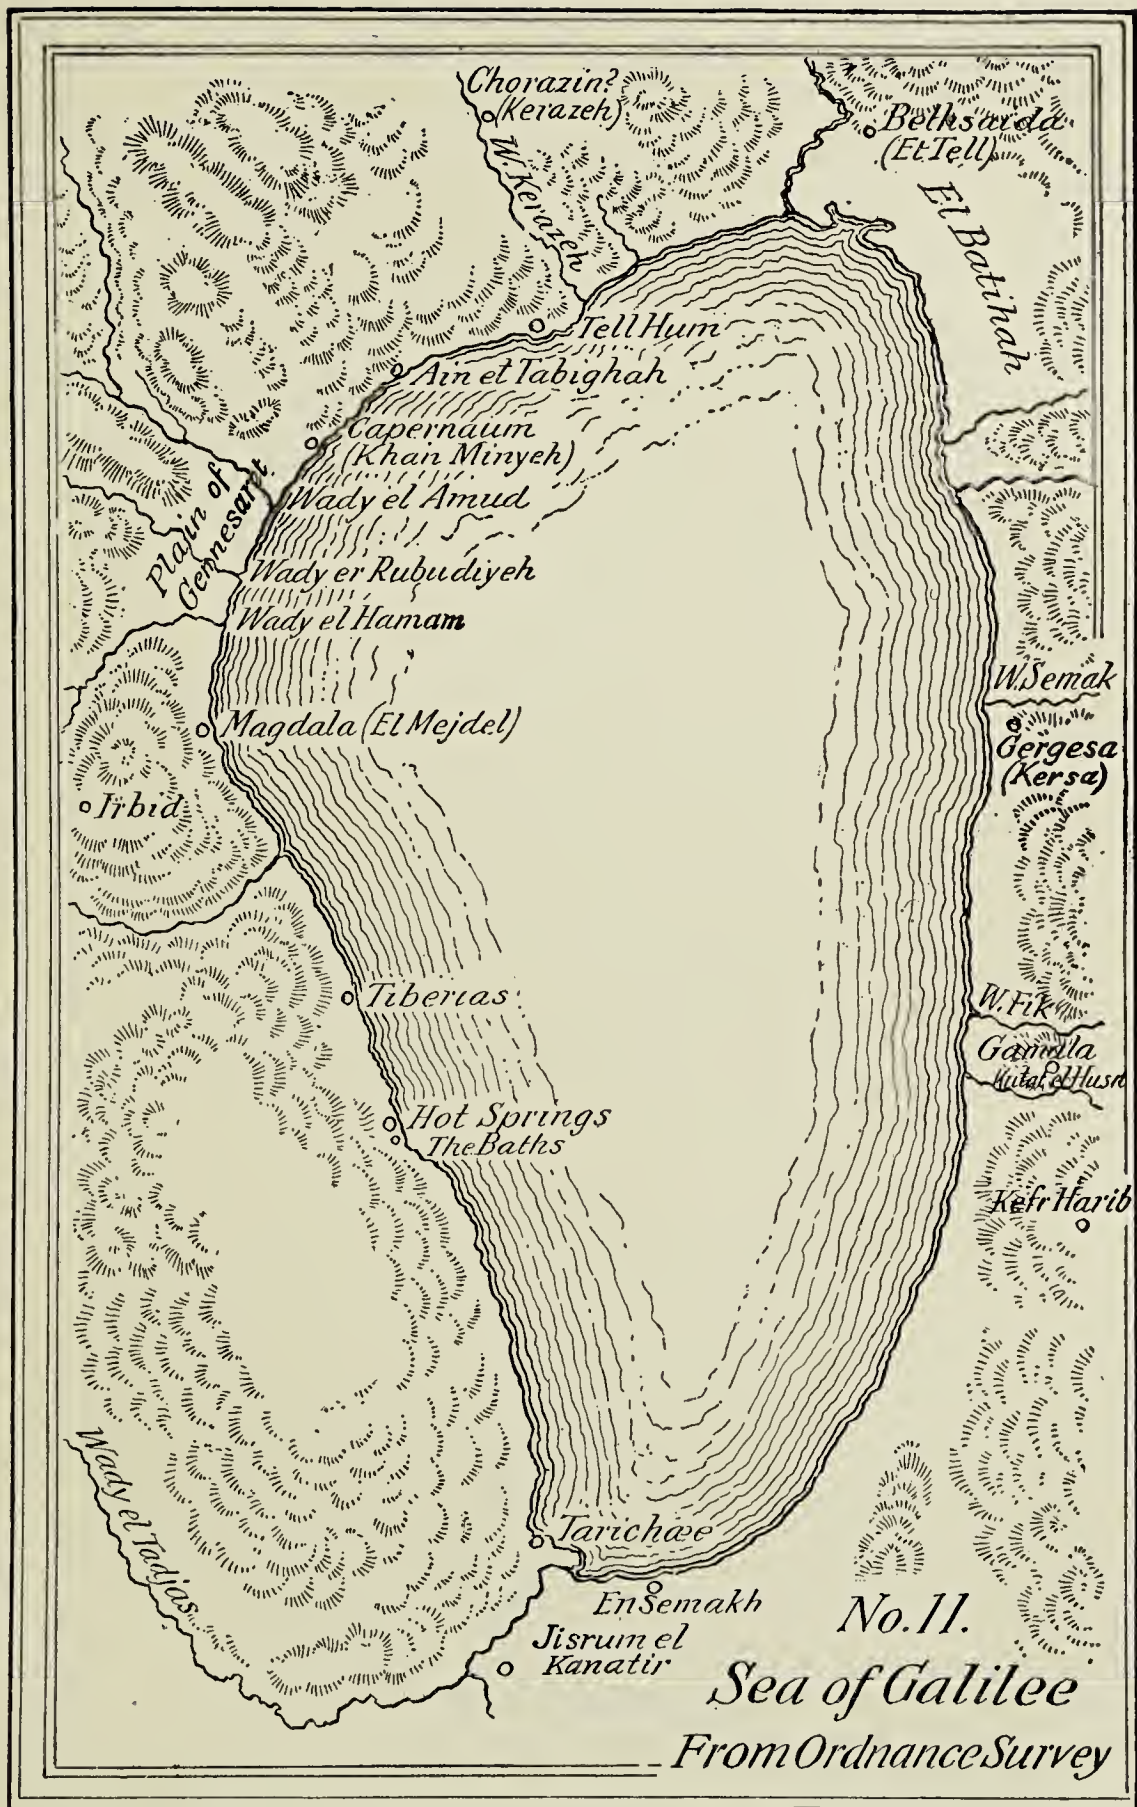 Chorazin?
(Kerazeh)
W. Kerazeh
Bethsaida
(Et Tell)
El Batihah
Tell Hum
Ain et Tabighah
Capernaum
(Khan Minyeh)
Wady el Amud
Plain of
Gennesaret
Wady er Rubudiyeh
Wady el Hamam
W. Semak
Magdala (El Mejdel)
Gergesa
(Kersa)
Irbid
Tiberias
W. Fik
Gamala
Hot Springs
The Baths
Kefr Harib
Wady el Tadjas
Tarichæe
En Semakh
Jisrum el
Kanatir
No. 11.
Sea of Galilee
From Ordnance Survey